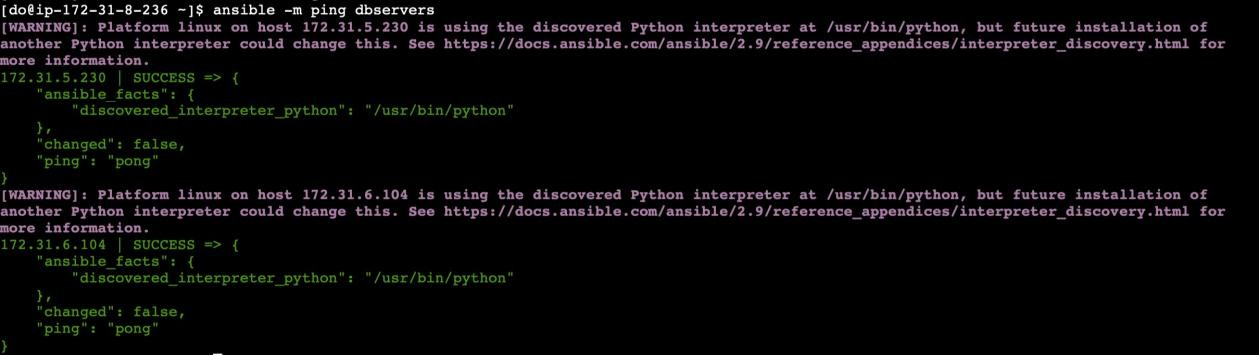 [do@ip-172-31-8-236 ~]$ ansible -m ping dbservers
[WARNING]: Platform linux on host 172.31.5.230 is using the discovered Python interpreter at /usr/bin/python, but future installation of
another Python interpreter could change this. See https://docs.ansible.com/ansible/2.9/reference_appendices/interpreter_discovery.html for
more information.
172.31.5.230 | SUCCESS => {
    "ansible_facts": {
        "discovered_interpreter_python": "/usr/bin/python"
    },
    "changed": false,
    "ping": "pong"
}
[WARNING]: Platform linux on host 172.31.6.104 is using the discovered Python interpreter at /usr/bin/python, but future installation of
another Python interpreter could change this. See https://docs.ansible.com/ansible/2.9/reference_appendices/interpreter_discovery.html for
more information.
172.31.6.104 | SUCCESS => {
    "ansible_facts": {
        "discovered_interpreter_python": "/usr/bin/python"
    },
    "changed": false,
    "ping": "pong"
}